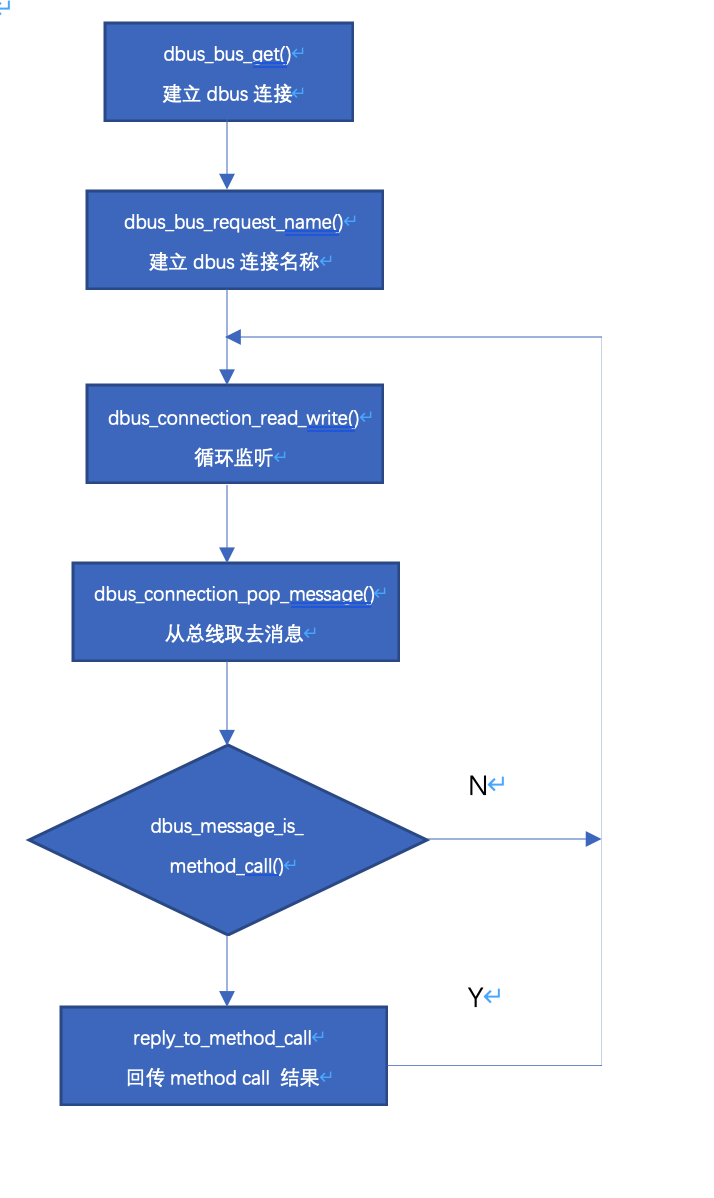 dbus_bus_get()
建立 dbus 连接
dbus_bus_request_name()
建立 dbus 连接名称
dbus_connection_read_write()
循环监听
dbus_connection_pop_message()
从总线取去消息
N
dbus_message_is_
method_call()
Y
reply_to_method_call
回传 method call 结果